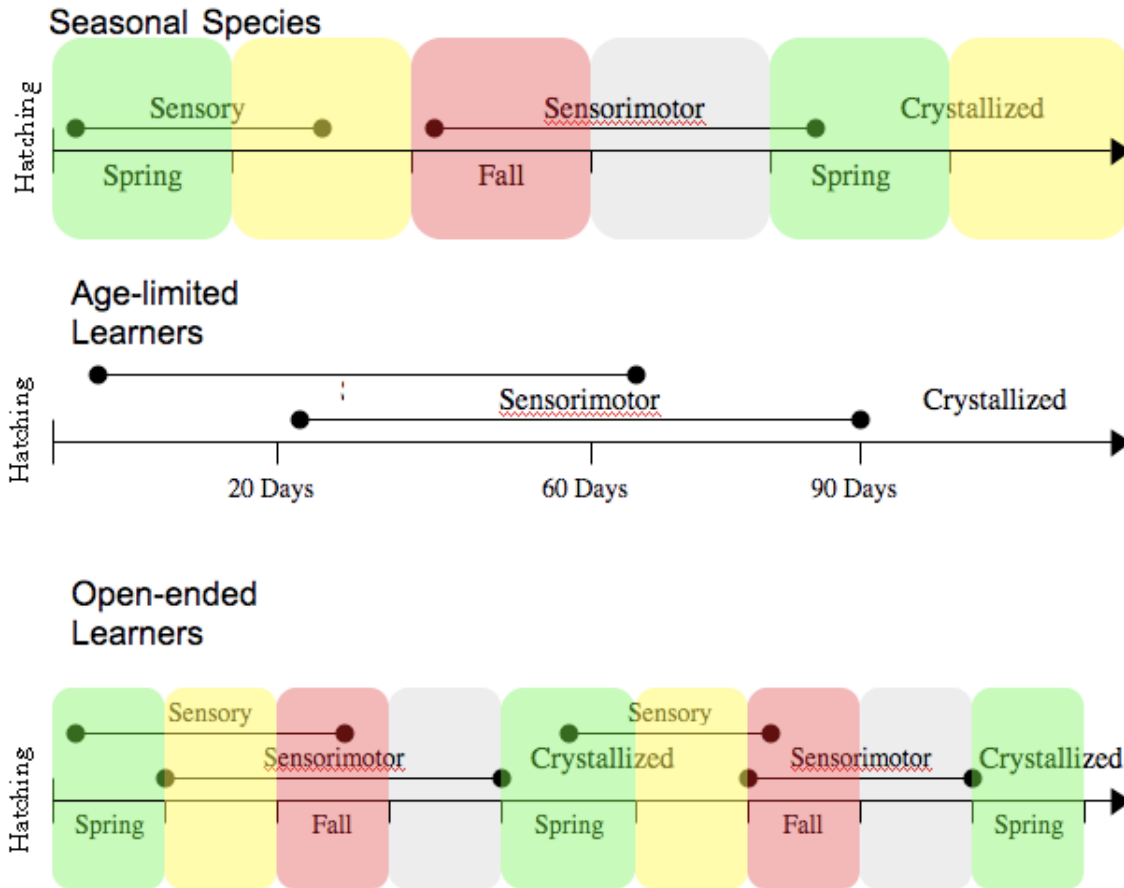 Seasonal Species
Hatching
Sensory
Sensorimotor
Crystallized
Spring
Fall
Spring
Age-limited
Learners
Hatching
Sensorimotor
Crystallized
20 Days
60 Days
90 Days
Open-ended
Learners
Hatching
Sensory
Sensory
Sensorimotor
Crystallized
Sensorimotor
Crystallized
Spring
Fall
Spring
Fall
Spring